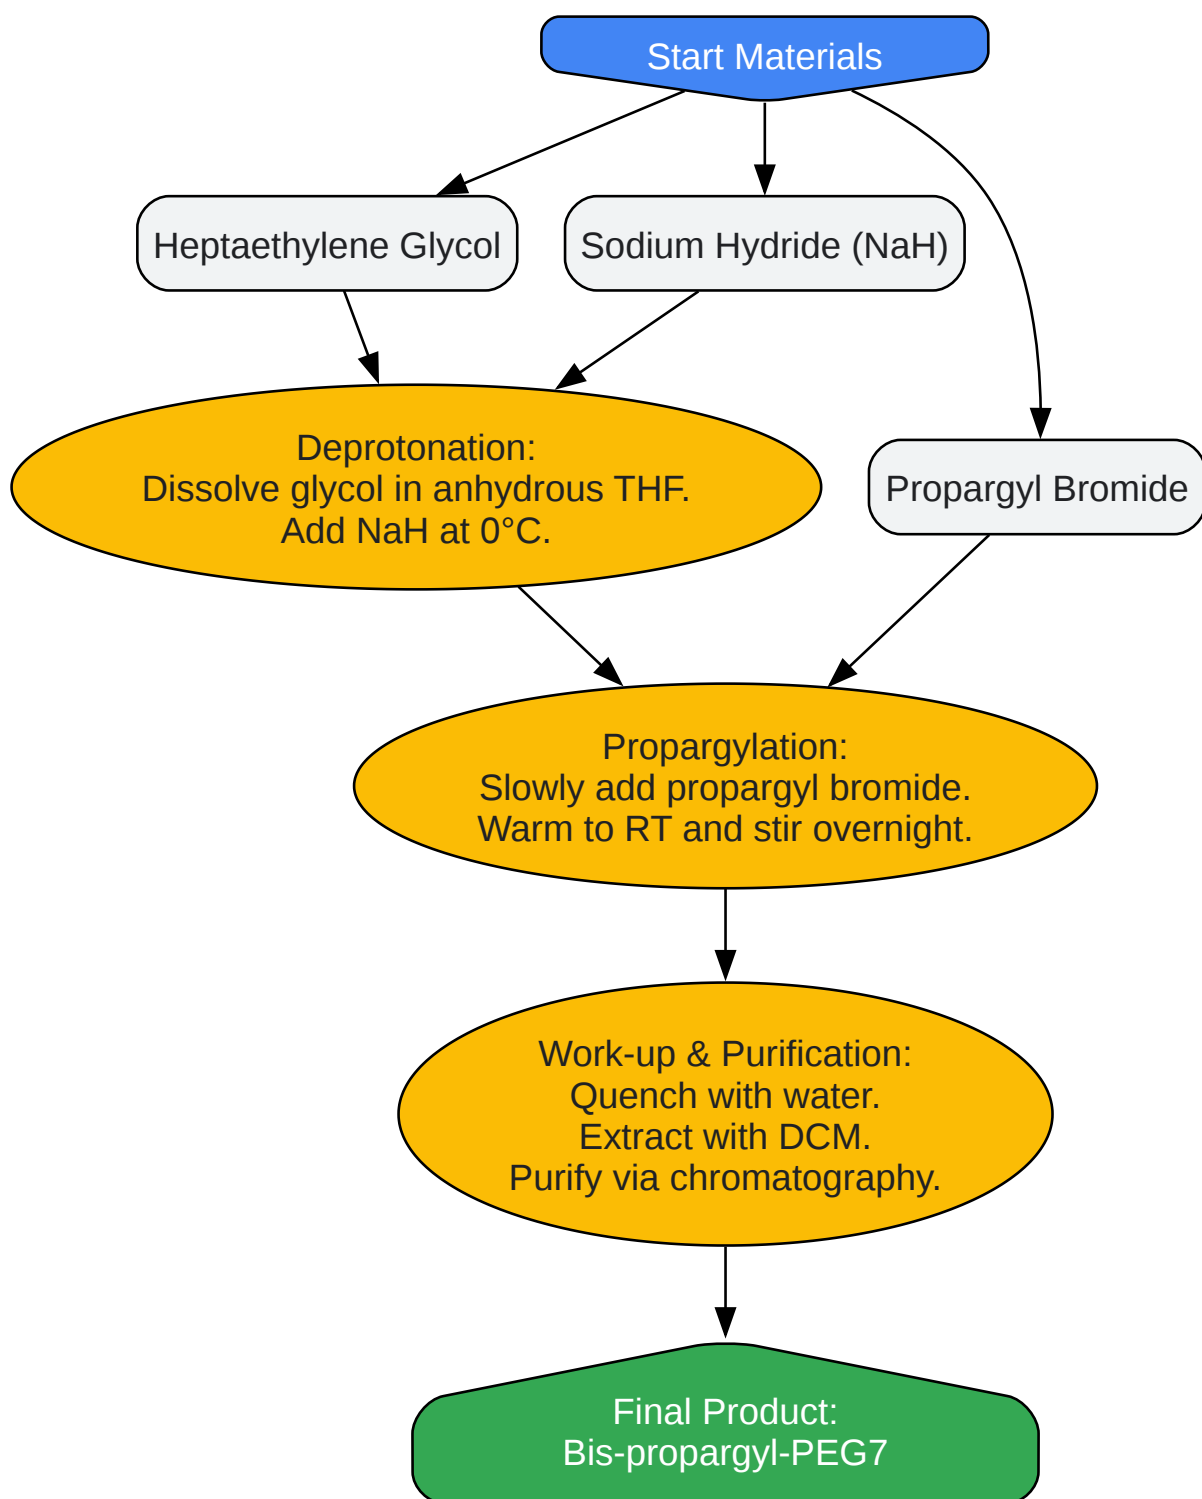 Start Materials
Heptaethylene Glycol
Sodium Hydride (NaH)
Deprotonation:
Dissolve glycol in anhydrous THF.
Add NaH at 0°C.
Propargyl Bromide
Propargylation:
Slowly add propargyl bromide.
Warm to RT and stir overnight.
Work-up & Purification:
Quench with water.
Extract with DCM.
Purify via chromatography.
Final Product:
Bis-propargyl-PEG7